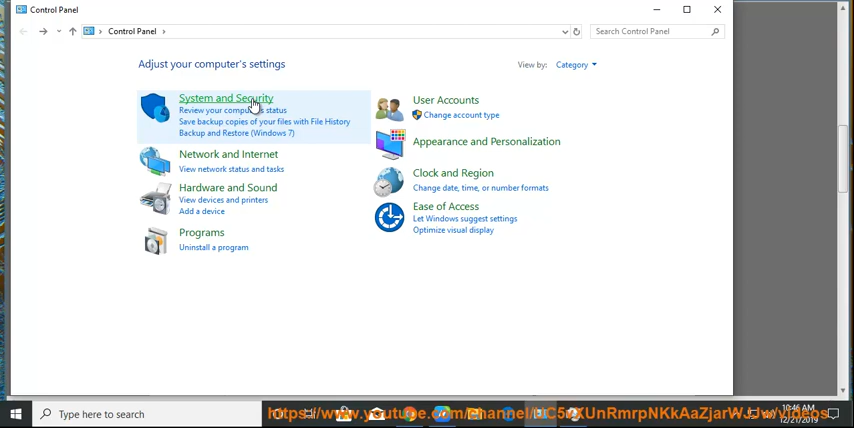 Control Panel
Control Panel
Search Control Panel
Adjust your computer's settings
View by: Category
System and Security
Review your computer's status
Save backup copies of your files with File History
Backup and Restore (Windows 7)
Network and Internet
View network status and tasks
Hardware and Sound
View devices and printers
Add a device
Programs
Uninstall a program
User Accounts
Change account type
Appearance and Personalization
Clock and Region
Change date, time, or number formats
Ease of Access
Let Windows suggest settings
Optimize visual display
Type here to search
10:46 AM
12/27/2019